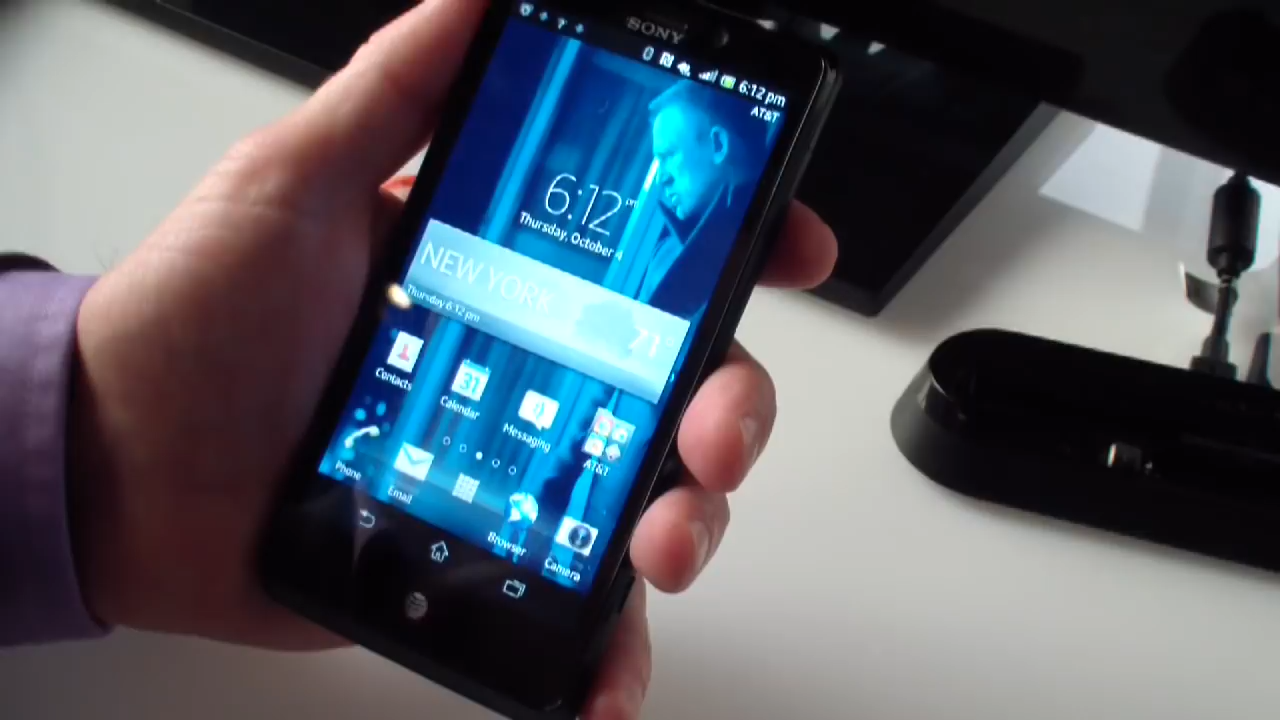 SONY
6:12 pm
AT&T
6:12 pm
Thursday, October 4
NEW YORK
71°
Thursday 6:12 pm
Contacts
31
Calendar
Messaging
AT&T
Phone
Email
Browser
Camera